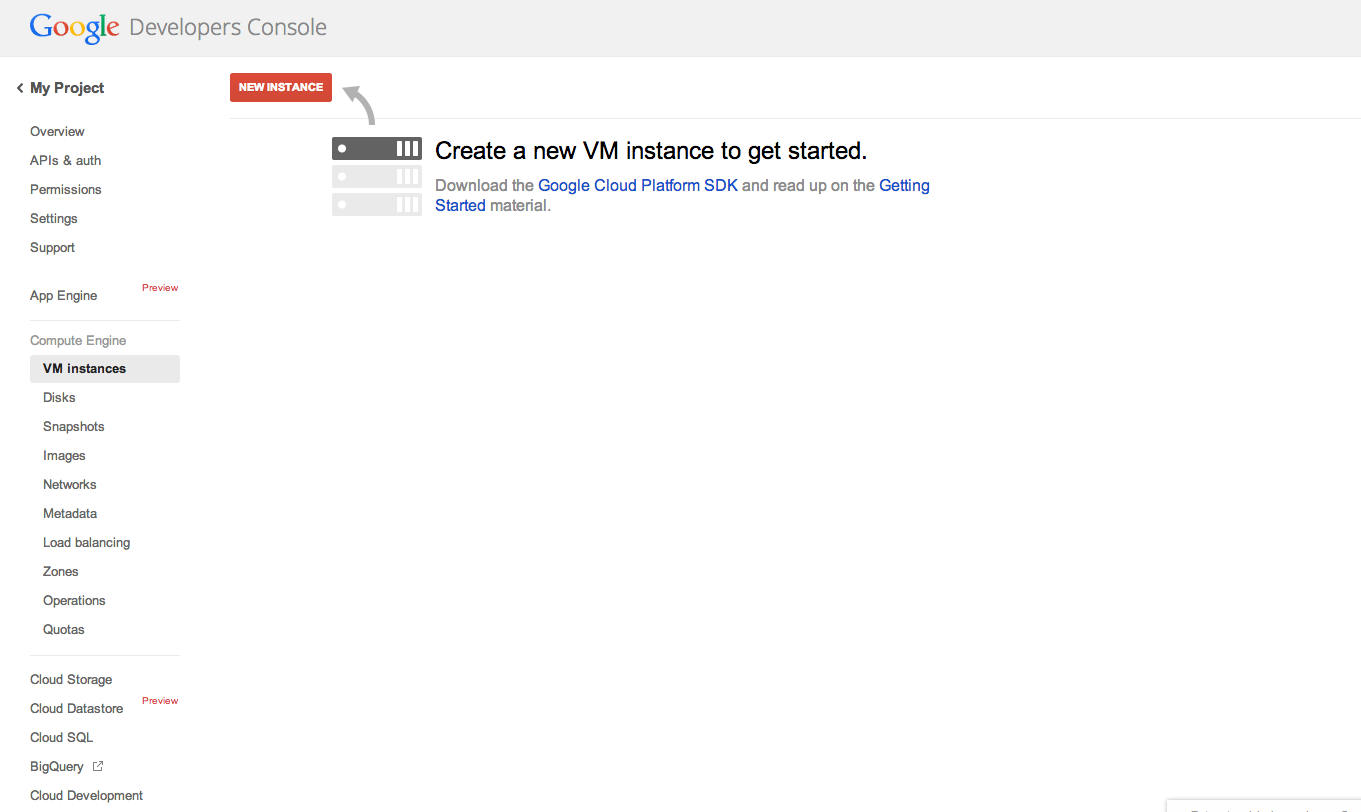 Google Developers Console
My Project
Overview
APIs & auth
Permissions
Settings
Support
App Engine
Preview
Compute Engine
VM instances
Disks
Snapshots
Images
Networks
Metadata
Load balancing
Zones
Operations
Quotas
Cloud Storage
Cloud Datastore
Preview
Cloud SQL
BigQuery
Cloud Development
NEW INSTANCE
Create a new VM instance to get started.
Download the Google Cloud Platform SDK and read up on the Getting
Started material.